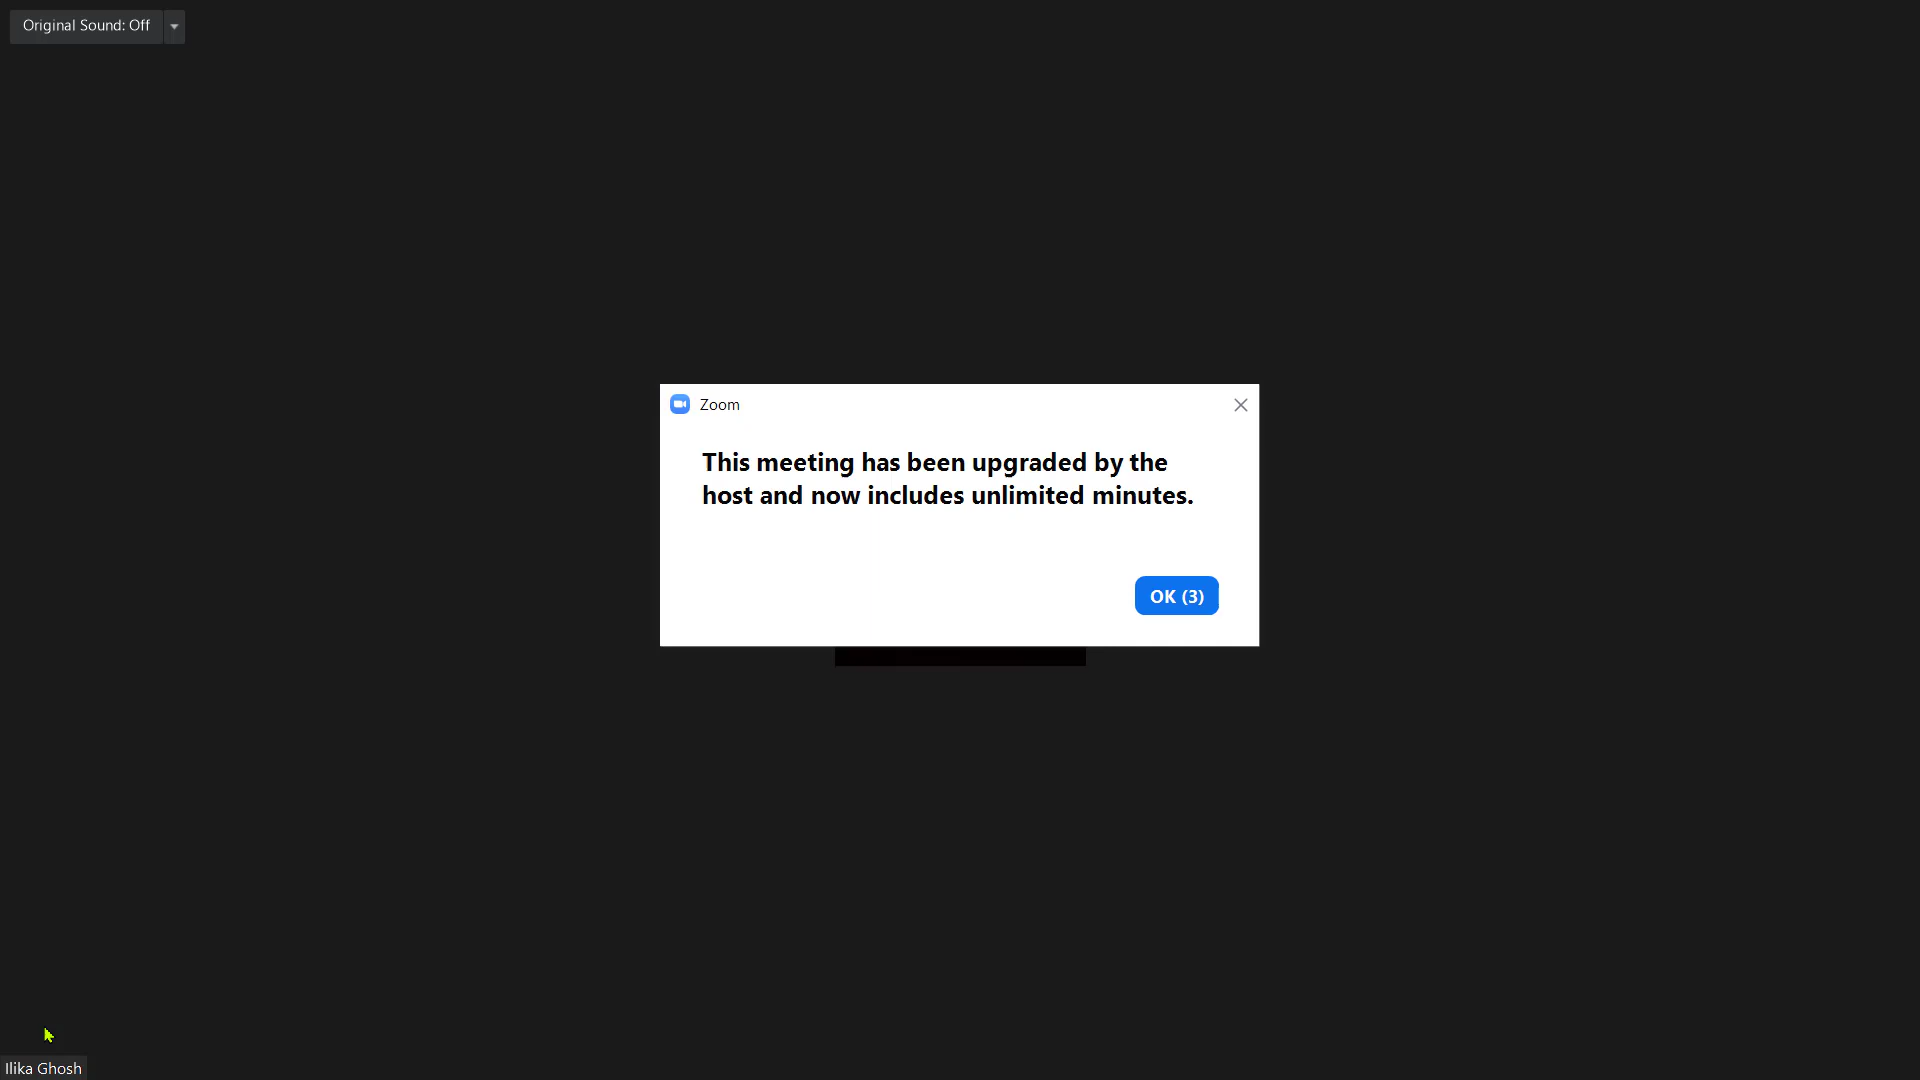 Original Sound: Off
Zoom
This meeting has been upgraded by the
host and now includes unlimited minutes.
OK (3)
Ilika Ghosh